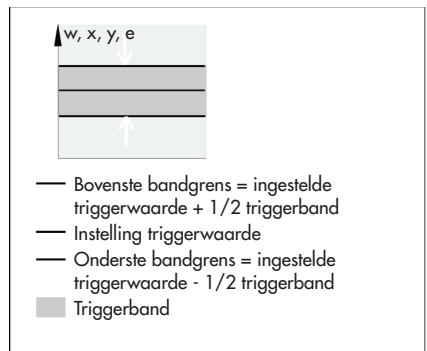 w, x, y, e
Bovenste bandgrens = ingestelde
triggerwaarde + 1/2 triggerband
Instelling triggerwaarde
Onderste bandgrens = ingestelde
triggerwaarde - 1/2 triggerband
Triggerband